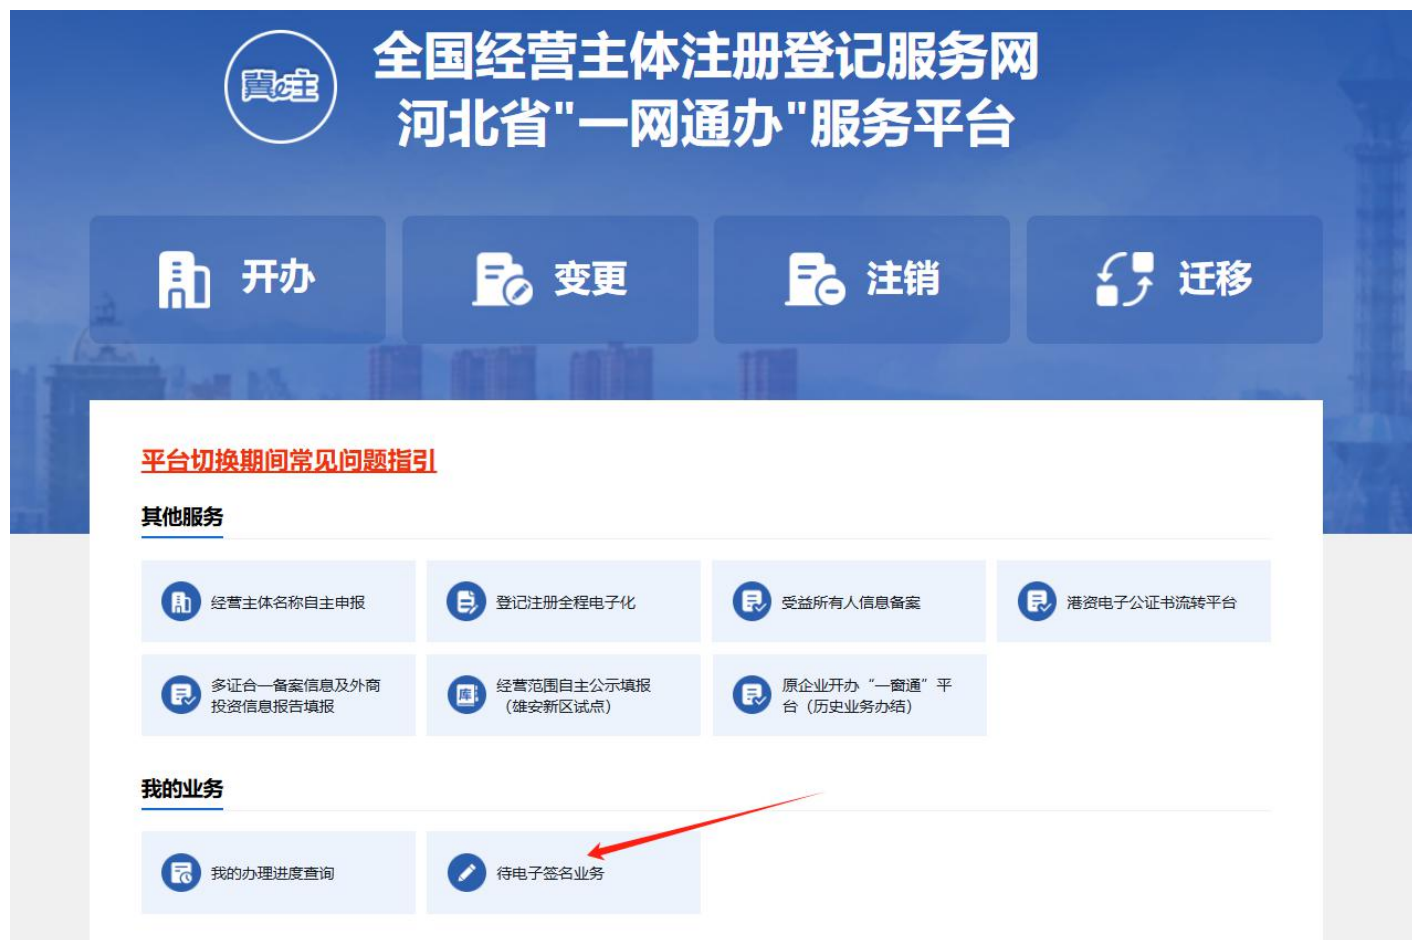 冀e主
全国经营主体注册登记服务网
河北省"一网通办"服务平台
开办
变更
注销
迁移
平台切换期间常见问题指引
其他服务
经营主体名称自主申报
登记注册全程电子化
受益所有人信息备案
港资电子公证书流转平台
多证合一备案信息及外商
投资信息报告填报
库
经营范围自主公示填报
（雄安新区试点）
原企业开办“一窗通”平
台（历史业务办结）
我的业务
我的办理进度查询
待电子签名业务